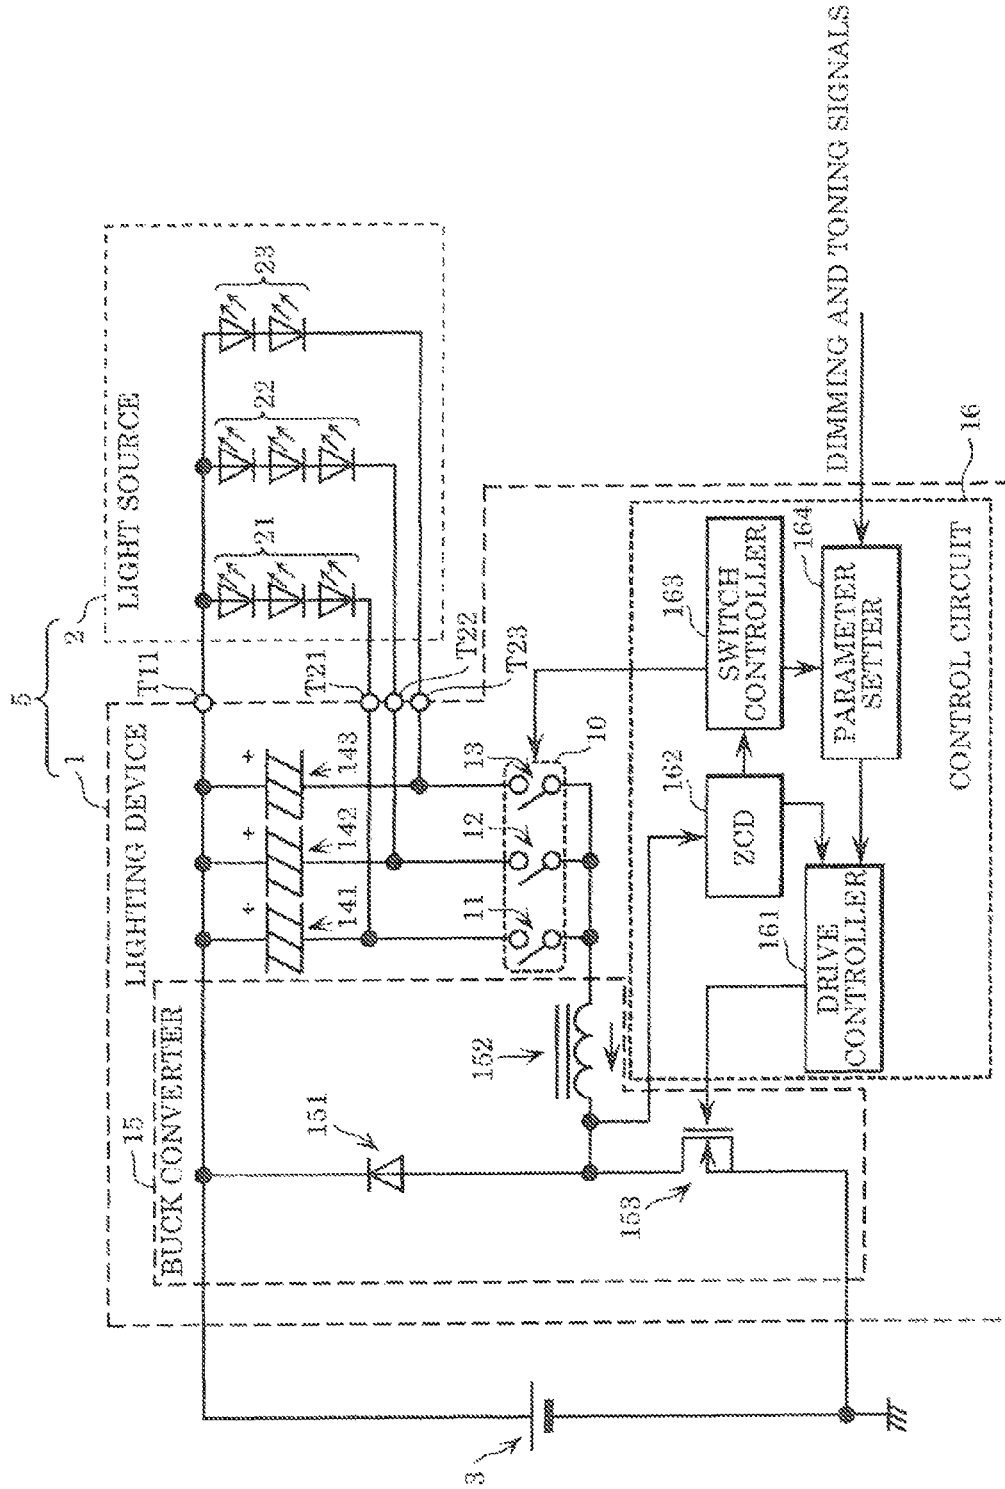 5
1
2
LIGHTING DEVICE
LIGHT SOURCE
T11
15
BUCK CONVERTER
151
+
+
+
141
142
143
T21
T22
T23
21
22
23
3
152
11
12
13
10
153
DRIVE
CONTROLLER
161
ZCD
162
SWITCH
CONTROLLER
163
PARAMETER
SETTER
164
CONTROL CIRCUIT
16
DIMMING AND TONING SIGNALS